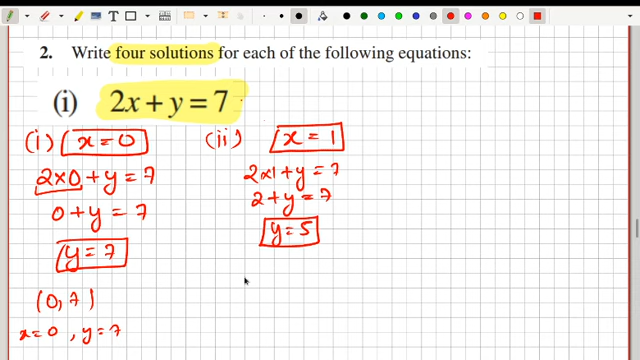 2. Write four solutions for each of the following equations:
(i) 2x + y = 7
(i) x = 0
2×0 + y = 7
0 + y = 7
y = 7
(0, 7)
x = 0 , y = 7
(ii) x = 1
2×1 + y = 7
2 + y = 7
y = 5